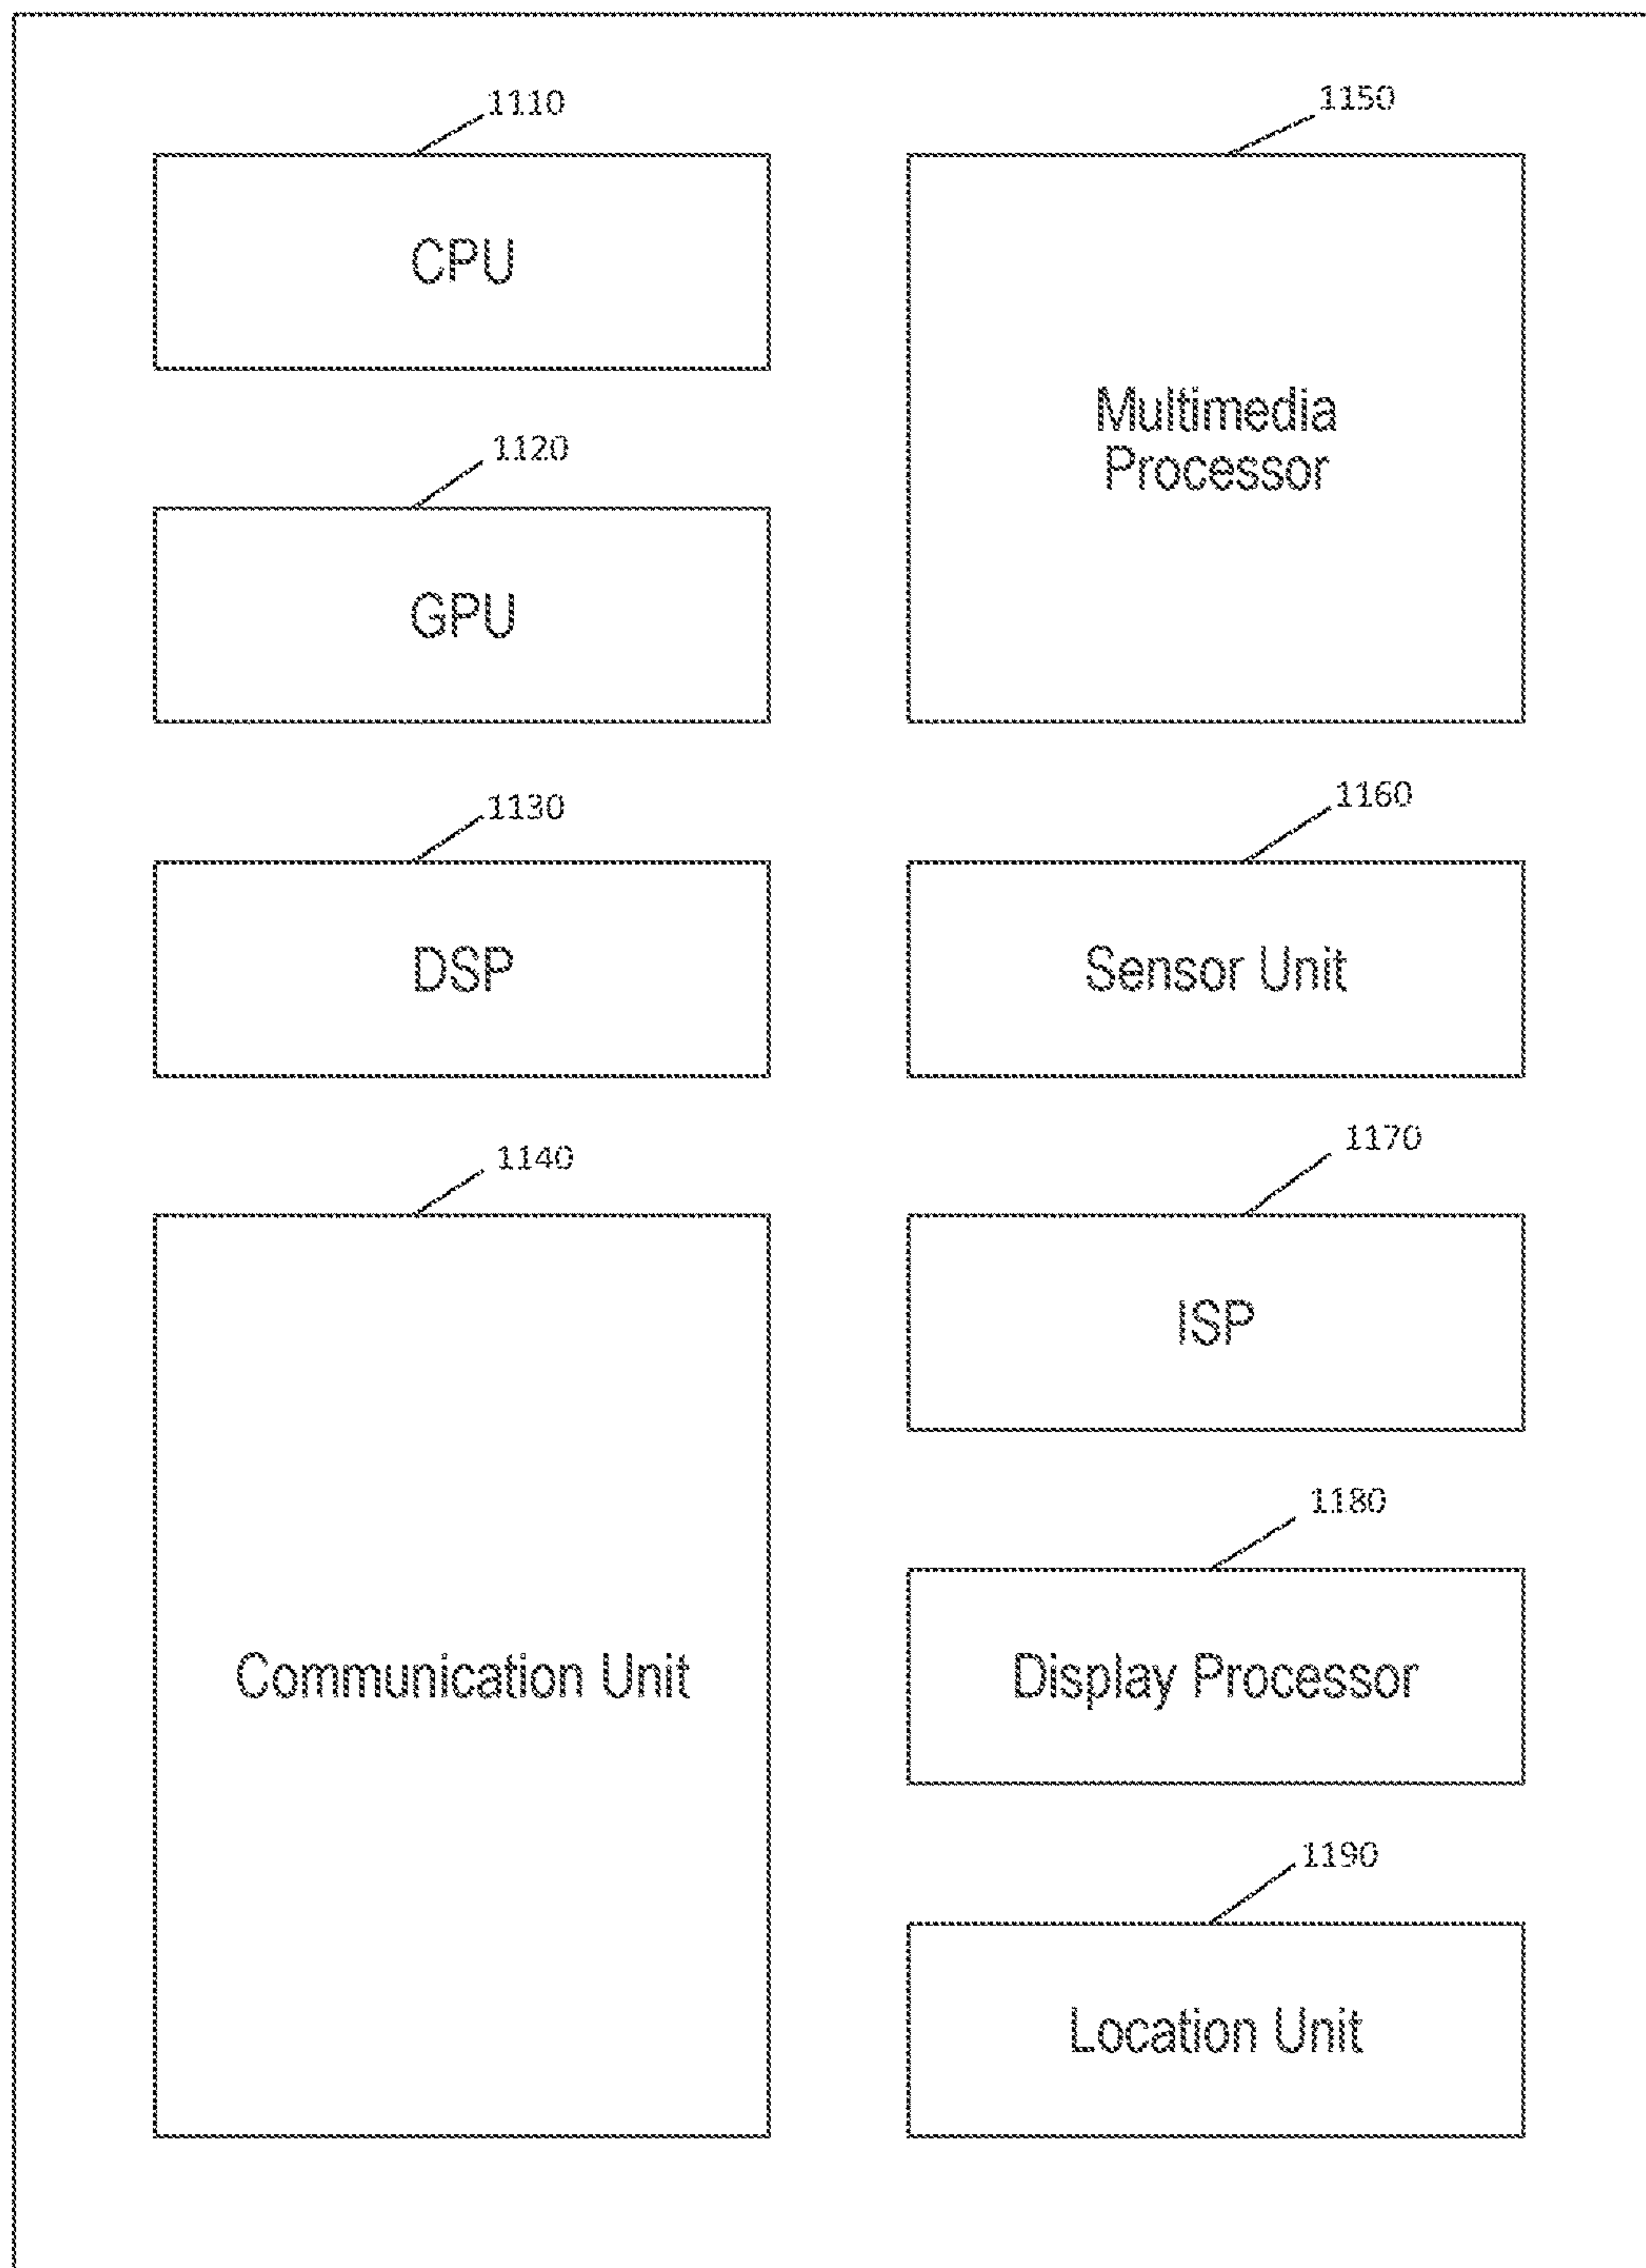 1110
CPU
1120
GPU
1130
DSP
1140
Communication Unit
1150
Multimedia
Processor
1160
Sensor Unit
1170
ISP
1180
Display Processor
1190
Location Unit